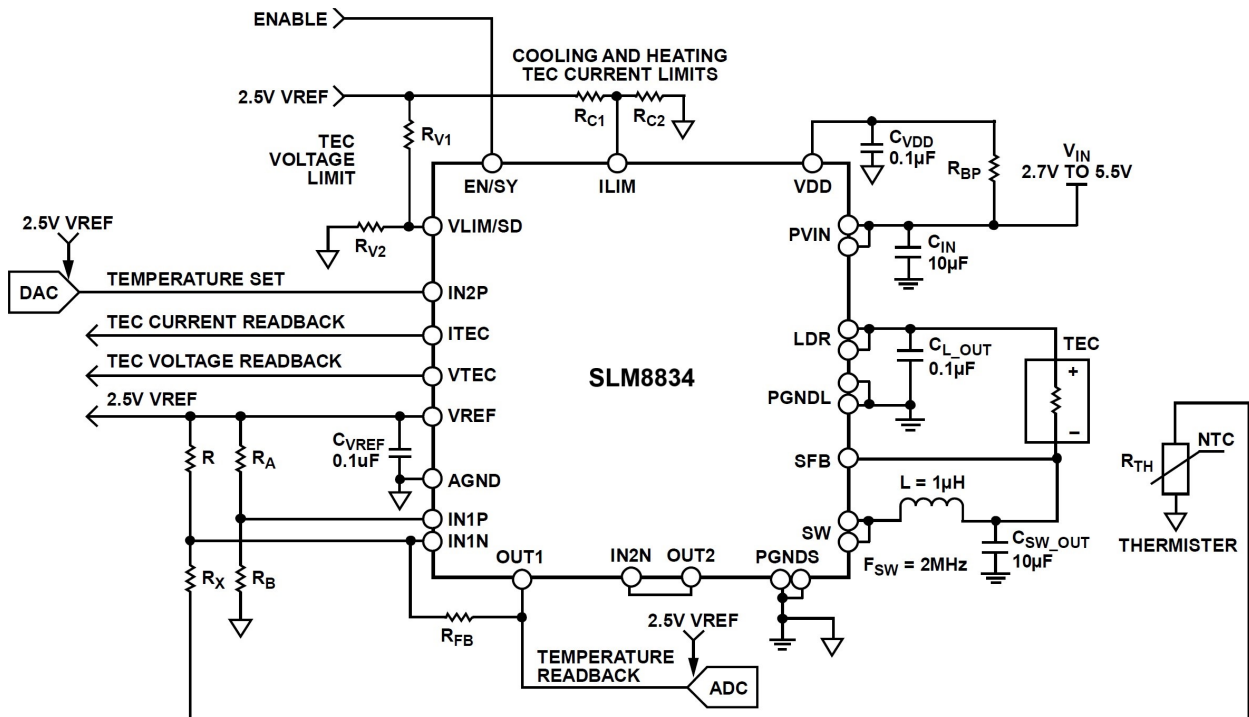 ENABLE
COOLING AND HEATING
TEC CURRENT LIMITS
2.5V VREF
RC1
RC2
RV1
TEC
VOLTAGE
LIMIT
CVDD
0.1µF
RBP
VIN
2.7V TO 5.5V
EN/SY
ILIM
VDD
2.5V VREF
RV2
VLIM/SD
PVIN
CIN
10µF
DAC
TEMPERATURE SET
IN2P
TEC CURRENT READBACK
ITEC
LDR
CL_OUT
0.1µF
TEC
+
−
TEC VOLTAGE READBACK
VTEC
SLM8834
PGNDL
2.5V VREF
VREF
R
RA
CVREF
0.1uF
SFB
RTH
NTC
AGND
L = 1µH
IN1P
IN1N
SW
CSW_OUT
10µF
THERMISTER
RX
RB
OUT1
IN2N
OUT2
PGNDS
FSW = 2MHz
RFB
2.5V VREF
TEMPERATURE
READBACK
ADC